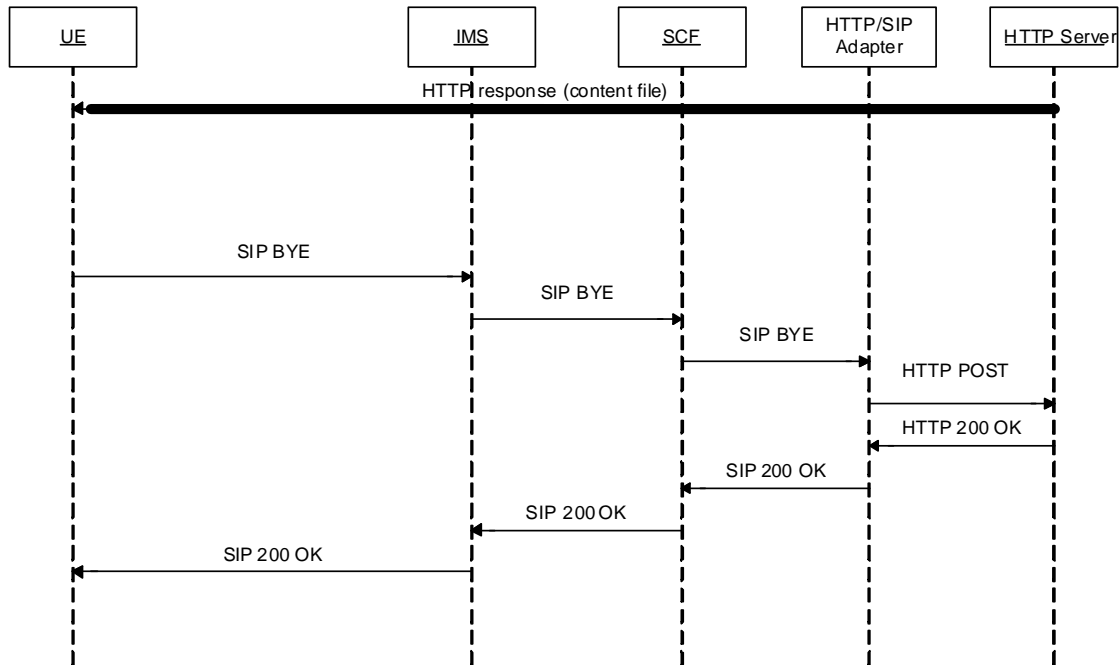 UE
IMS
SCF
HTTP/SIP
Adapter
HTTP Server
HTTP response (content file)
SIP BYE
SIP BYE
SIP BYE
HTTP POST
HTTP 200 OK
SIP 200 OK
SIP 200 OK
SIP 200 OK